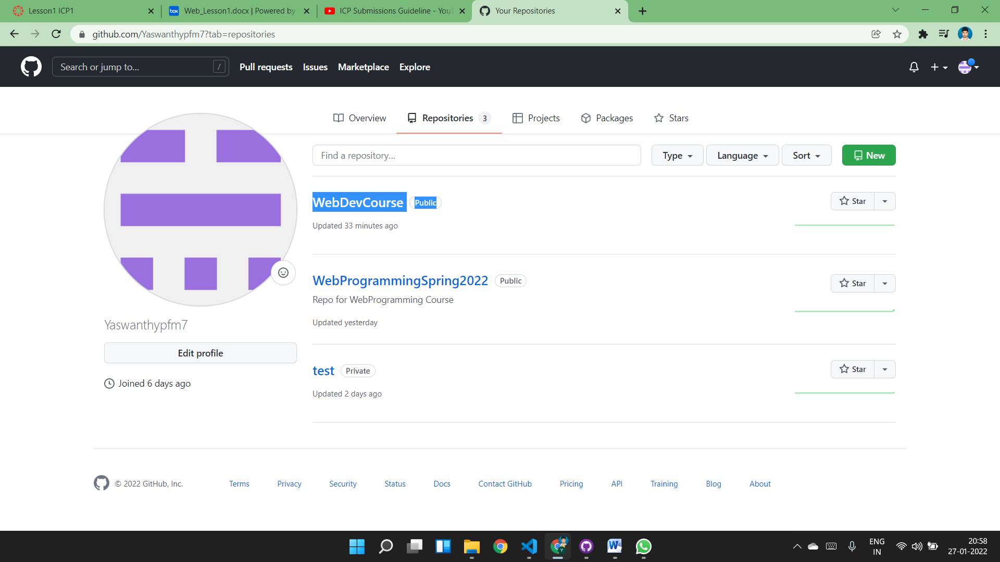 Lesson1 ICP1
Web_Lesson1.docx | Powered by
ICP Submissions Guideline - YouT
Your Repositories
github.com/Yaswanthypfm7?tab=repositories
Search or jump to... /
Pull requests Issues Marketplace Explore
Overview Repositories 3 Projects Packages Stars
Find a repository... Type Language Sort New
WebDevCourse Public Star
Updated 33 minutes ago
WebProgrammingSpring2022 Public Star
Repo for WebProgramming Course
Updated yesterday
test Private Star
Updated 2 days ago
Yaswanthypfm7
Edit profile
Joined 6 days ago
© 2022 GitHub, Inc. Terms Privacy Security Status Docs Contact GitHub Pricing API Training Blog About
ENG
IN
20:58
27-01-2022